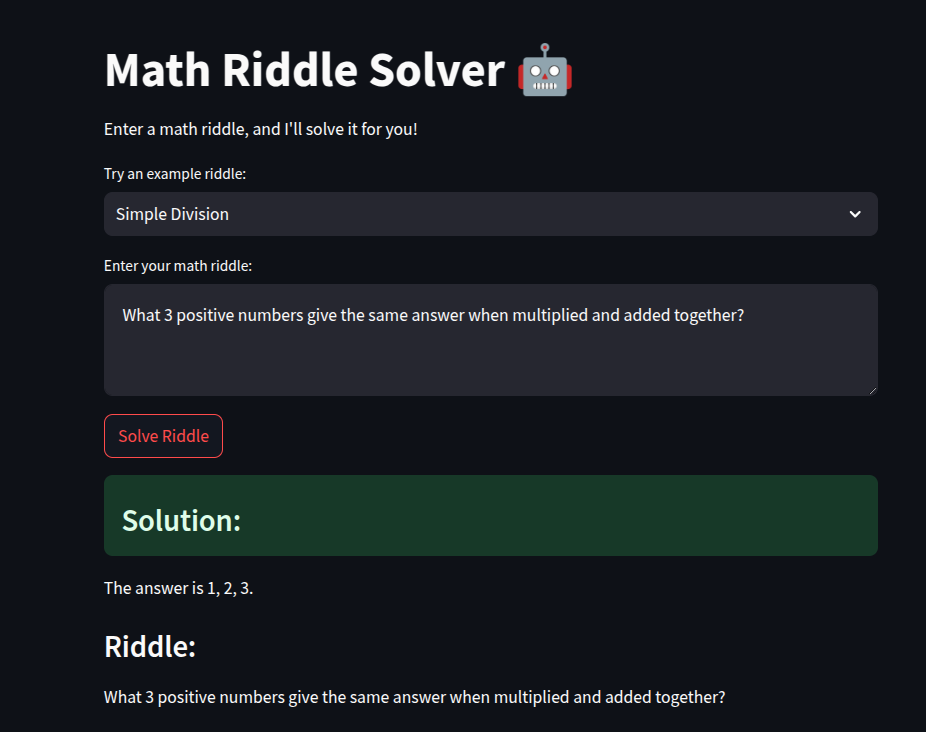 Math Riddle Solver 🤖
Enter a math riddle, and I'll solve it for you!
Try an example riddle:
Simple Division
Enter your math riddle:
What 3 positive numbers give the same answer when multiplied and added together?
Solve Riddle
Solution:
The answer is 1, 2, 3.
Riddle:
What 3 positive numbers give the same answer when multiplied and added together?